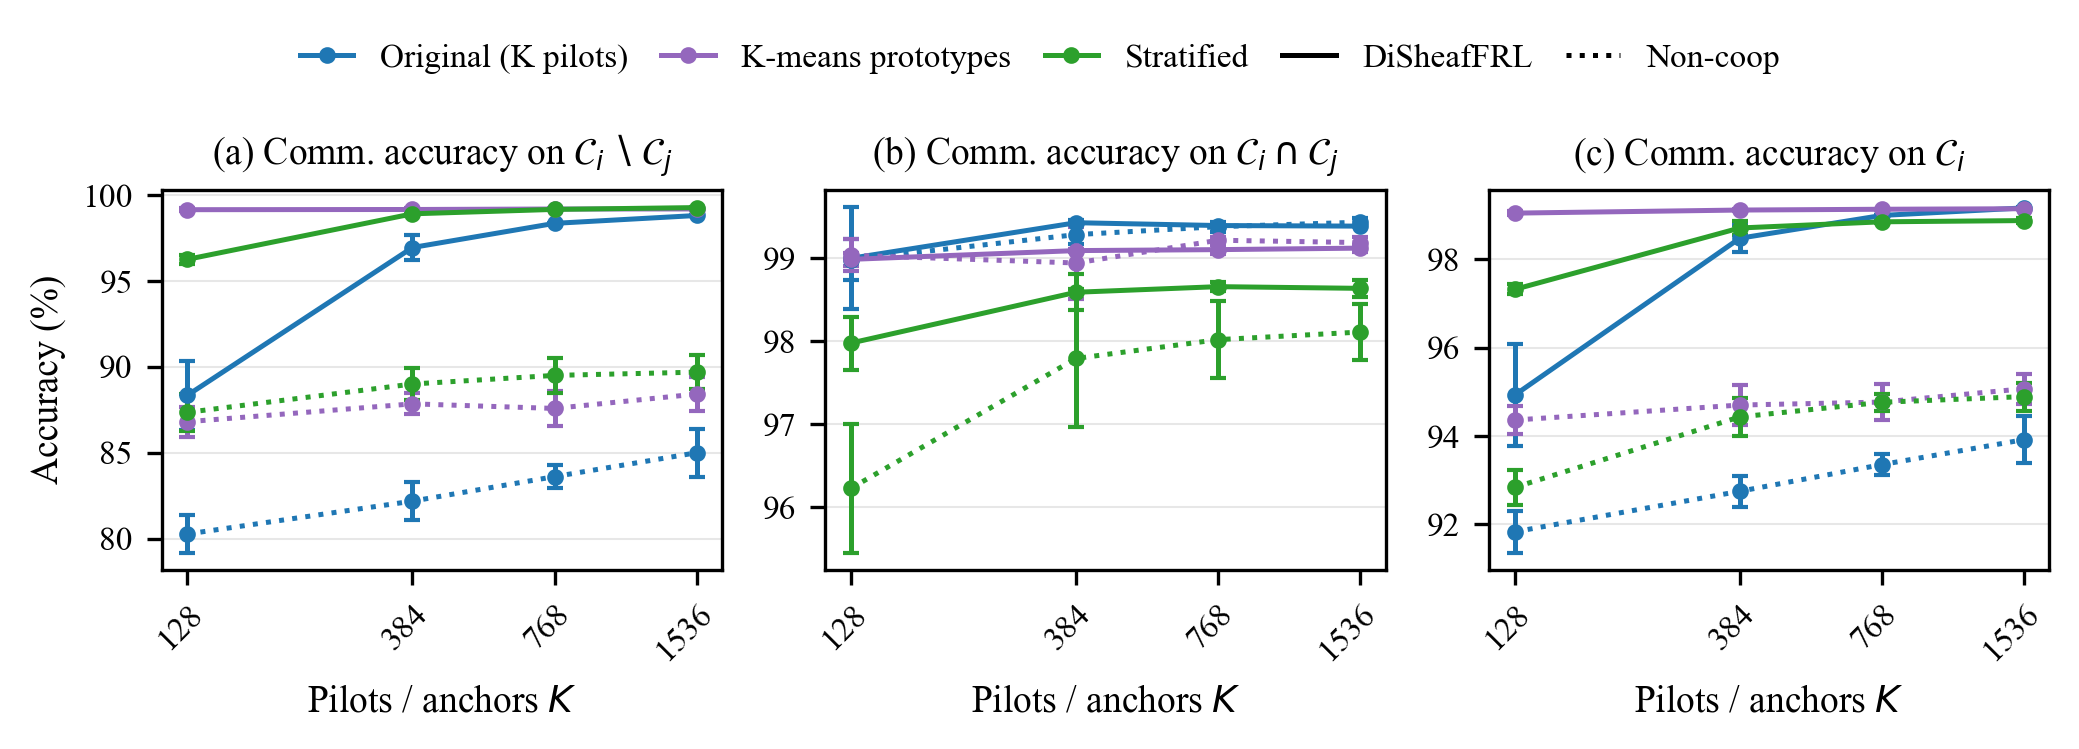 Original (K pilots) K-means prototypes Stratified DiSheafFRL Non-coop
(a) Comm. accuracy on 𝒞i \ 𝒞j
(b) Comm. accuracy on 𝒞i ∩ 𝒞j
(c) Comm. accuracy on 𝒞i
Accuracy (%)
100
95
90
85
80
128 384 768 1536
Pilots / anchors K
99
98
97
96
128 384 768 1536
Pilots / anchors K
98
96
94
92
128 384 768 1536
Pilots / anchors K